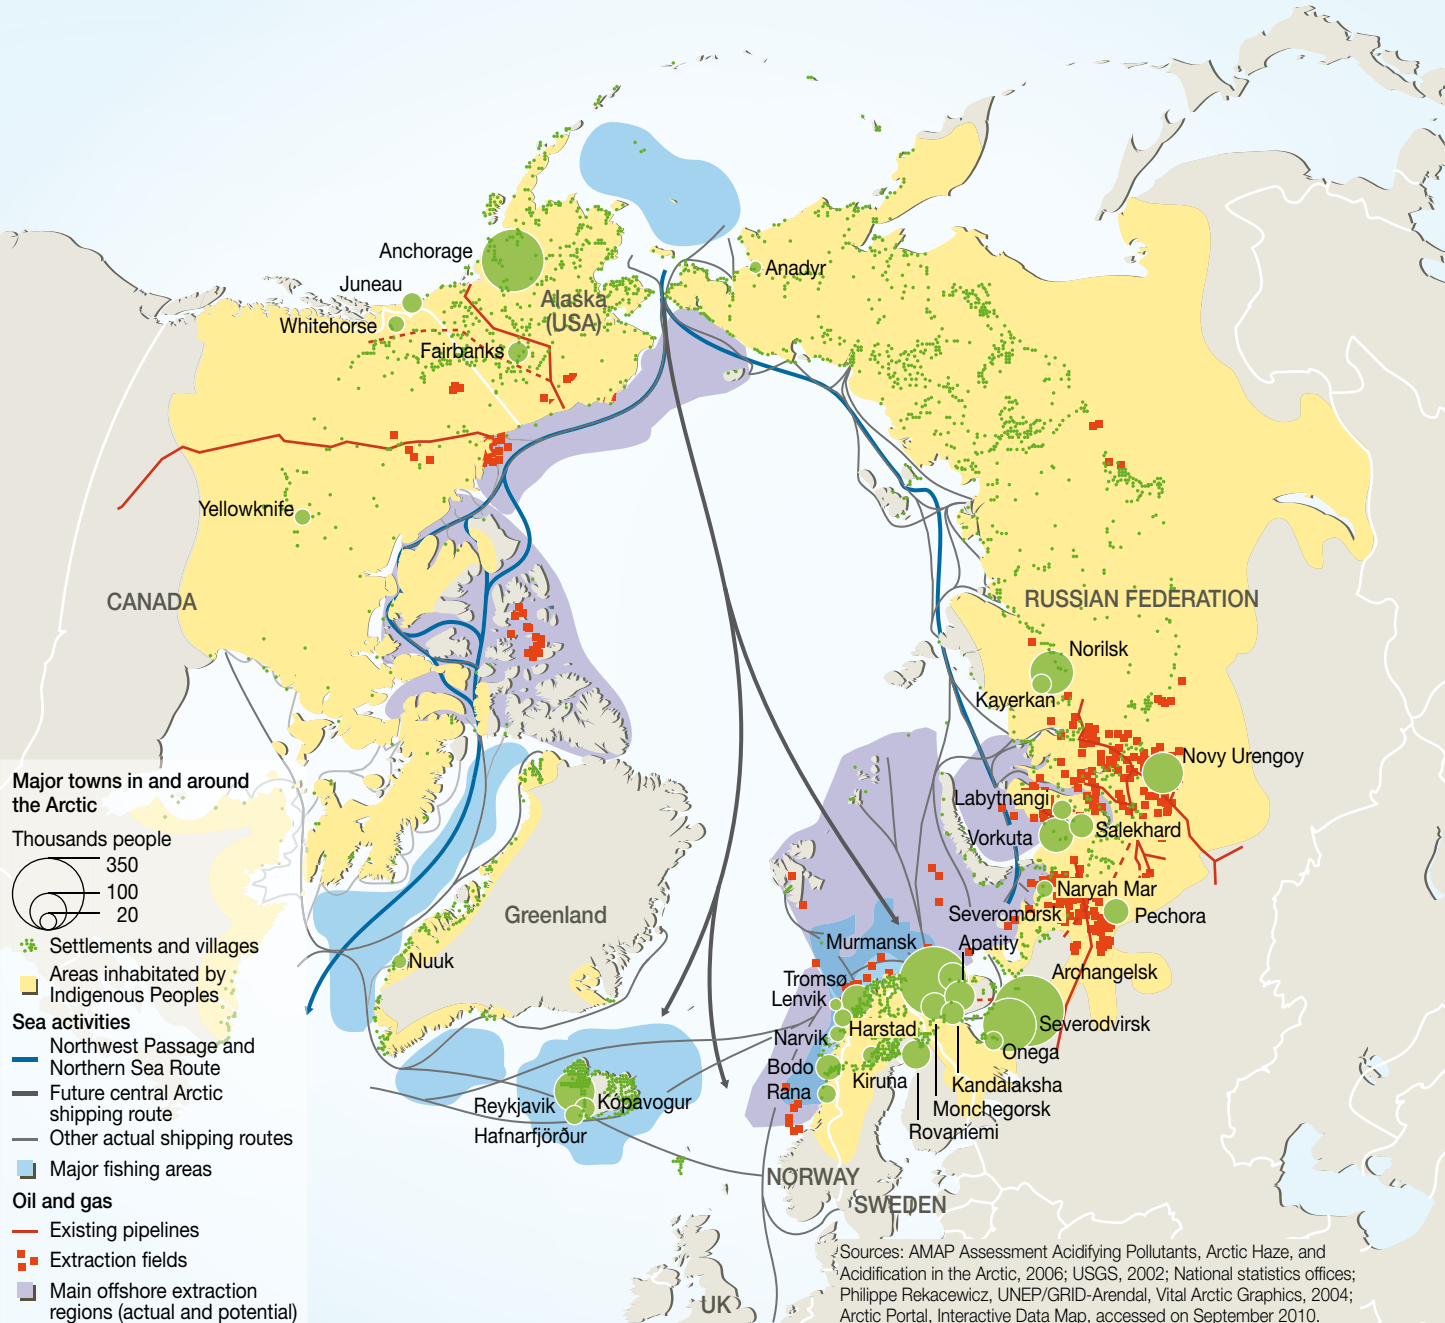 Anchorage
Juneau
Alaska
(USA)
Anadyr
Whitehorse
Fairbanks
Yellowknife
CANADA
RUSSIAN FEDERATION
Norilsk
Kayerkan
Novy Urengoy
Labytnangi
Salekhard
Vorkuta
Naryah Mar
Severomorsk
Pechora
Greenland
Murmansk
Apatity
Nuuk
Archangelsk
Tromsø
Lenvik
Harstad
Severodvirsk
Narvik
Onega
Bodo
Kiruna
Kandalaksha
Rana
Reykjavik
Kópavogur
Monchegorsk
Hafnarfjörður
Rovaniemi
NORWAY
SWEDEN
UK
Major towns in and around
the Arctic
Thousands people
350
100
20
Settlements and villages
Areas inhabitated by
Indigenous Peoples
Sea activities
Northwest Passage and
Northern Sea Route
Future central Arctic
shipping route
Other actual shipping routes
Major fishing areas
Oil and gas
Existing pipelines
Extraction fields
Main offshore extraction
regions (actual and potential)
Sources: AMAP Assessment Acidifying Pollutants, Arctic Haze, and
Acidification in the Arctic, 2006; USGS, 2002; National statistics offices;
Philippe Rekacewicz, UNEP/GRID-Arendal, Vital Arctic Graphics, 2004;
Arctic Portal, Interactive Data Map, accessed on September 2010.